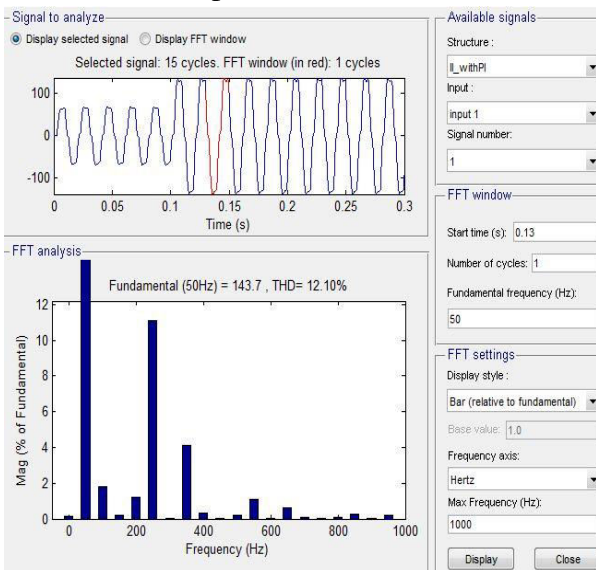 Signal to analyze
Display selected signal Display FFT window
Selected signal: 15 cycles. FFT window (in red): 1 cycles
100
0
-100
0 0.05 0.1 0.15 0.2 0.25 0.3
Time (s)
FFT analysis
Fundamental (50Hz) = 143.7 , THD= 12.10%
12
10
8
6
4
2
0
Mag (% of Fundamental)
0 200 400 600 800 1000
Frequency (Hz)
Available signals
Structure :
Il_withPI
Input :
input 1
Signal number:
1
FFT window
Start time (s): 0.13
Number of cycles: 1
Fundamental frequency (Hz):
50
FFT settings
Display style :
Bar (relative to fundamental)
Base value: 1.0
Frequency axis:
Hertz
Max Frequency (Hz):
1000
Display Close